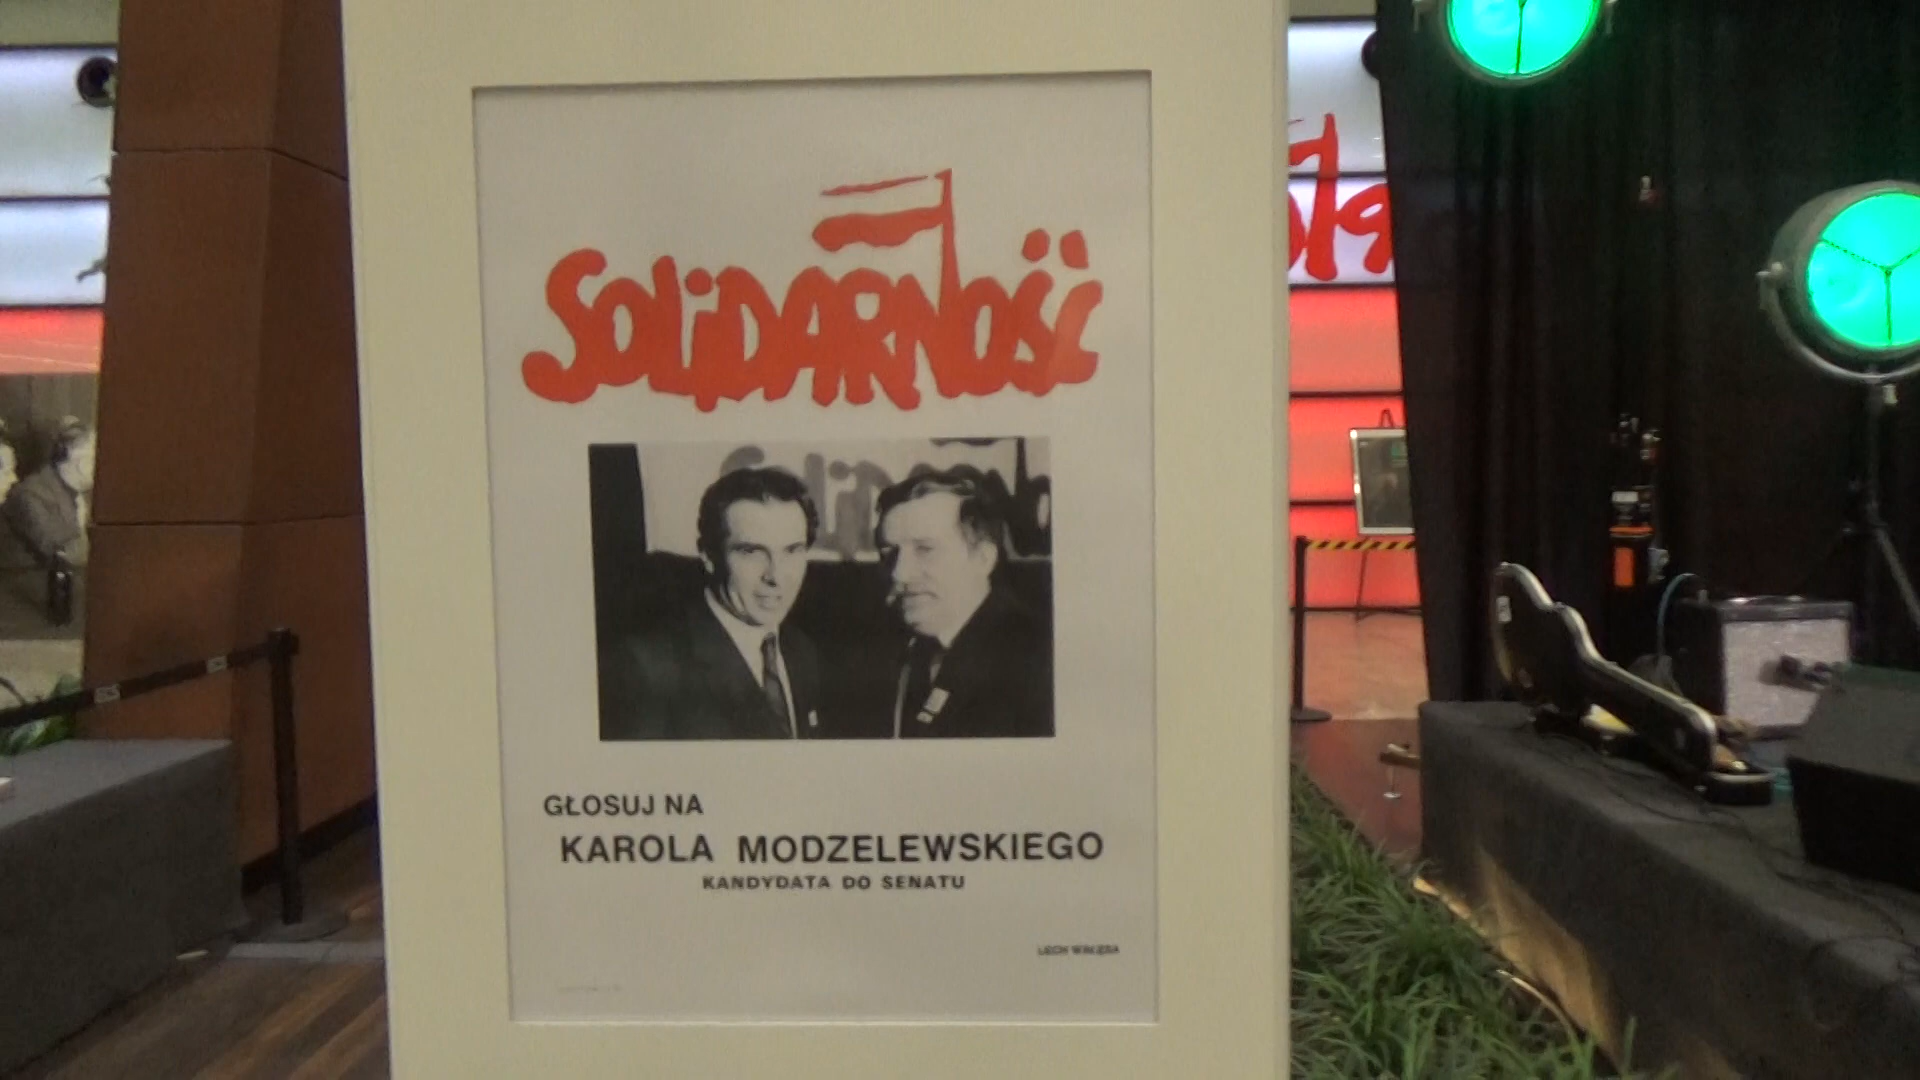 SOLiDARNOŚĆ
GŁOSUJ NA
KAROLA MODZELEWSKIEGO
KANDYDATA DO SENATU
LECH WAŁĘSA